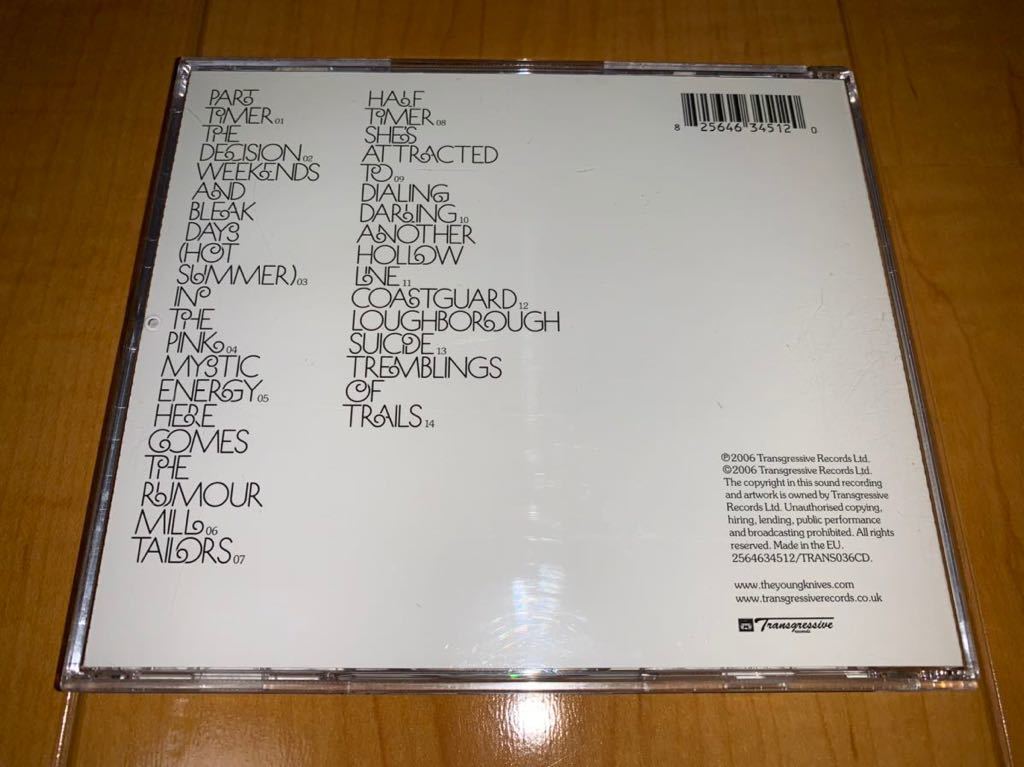 PART
TIMER 01
THE
DECISION 02
WEEKENDS
AND
BLEAK
DAYS
(HOT
SUMMER) 03
IN
THE
PINK 04
MYSTIC
ENERGY 05
HERE
COMES
THE
RUMOUR
MILL 06
TAILORS 07
HALF
TIMER 08
SHE'S
ATTRACTED
TO 09
DIALING
DARLING 10
ANOTHER
HOLLOW
LINE 11
COASTGUARD 12
LOUGHBOROUGH
SUICIDE 13
TREMBLINGS
OF
TRAILS 14
8 25646 34512 0
℗2006 Transgressive Records Ltd.
©2006 Transgressive Records Ltd.
The copyright in this sound recording
and artwork is owned by Transgressive
Records Ltd. Unauthorised copying,
hiring, lending, public performance
and broadcasting prohibited. All rights
reserved. Made in the EU.
2564634512/TRANS036CD.
www.theyoungknives.com
www.transgressiverecords.co.uk
Transgressive
records